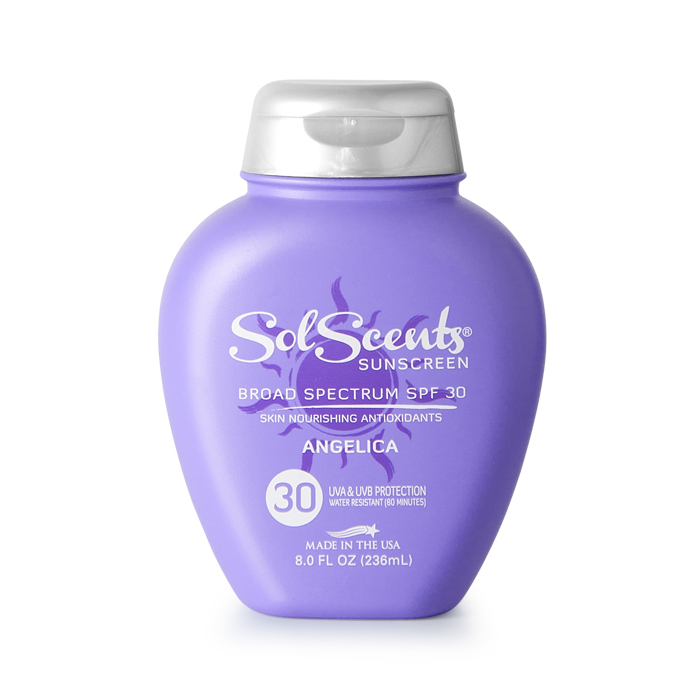 SolScents®
SUNSCREEN
BROAD SPECTRUM SPF 30
SKIN NOURISHING ANTIOXIDANTS
ANGELICA
30
UVA & UVB PROTECTION
WATER RESISTANT (80 MINUTES)
MADE IN THE USA
8.0 FL OZ (236mL)